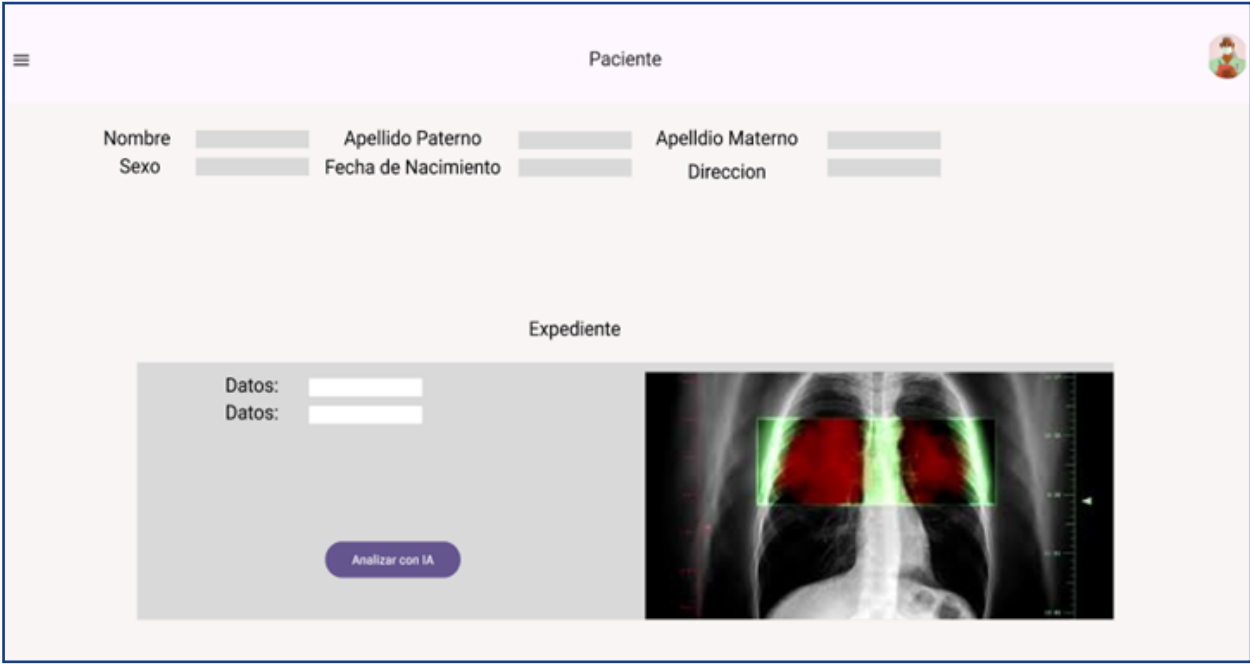 Paciente
Nombre Apellido Paterno Apelldio Materno
Sexo Fecha de Nacimiento Direccion
Expediente
Datos:
Datos:
Analizar con IA